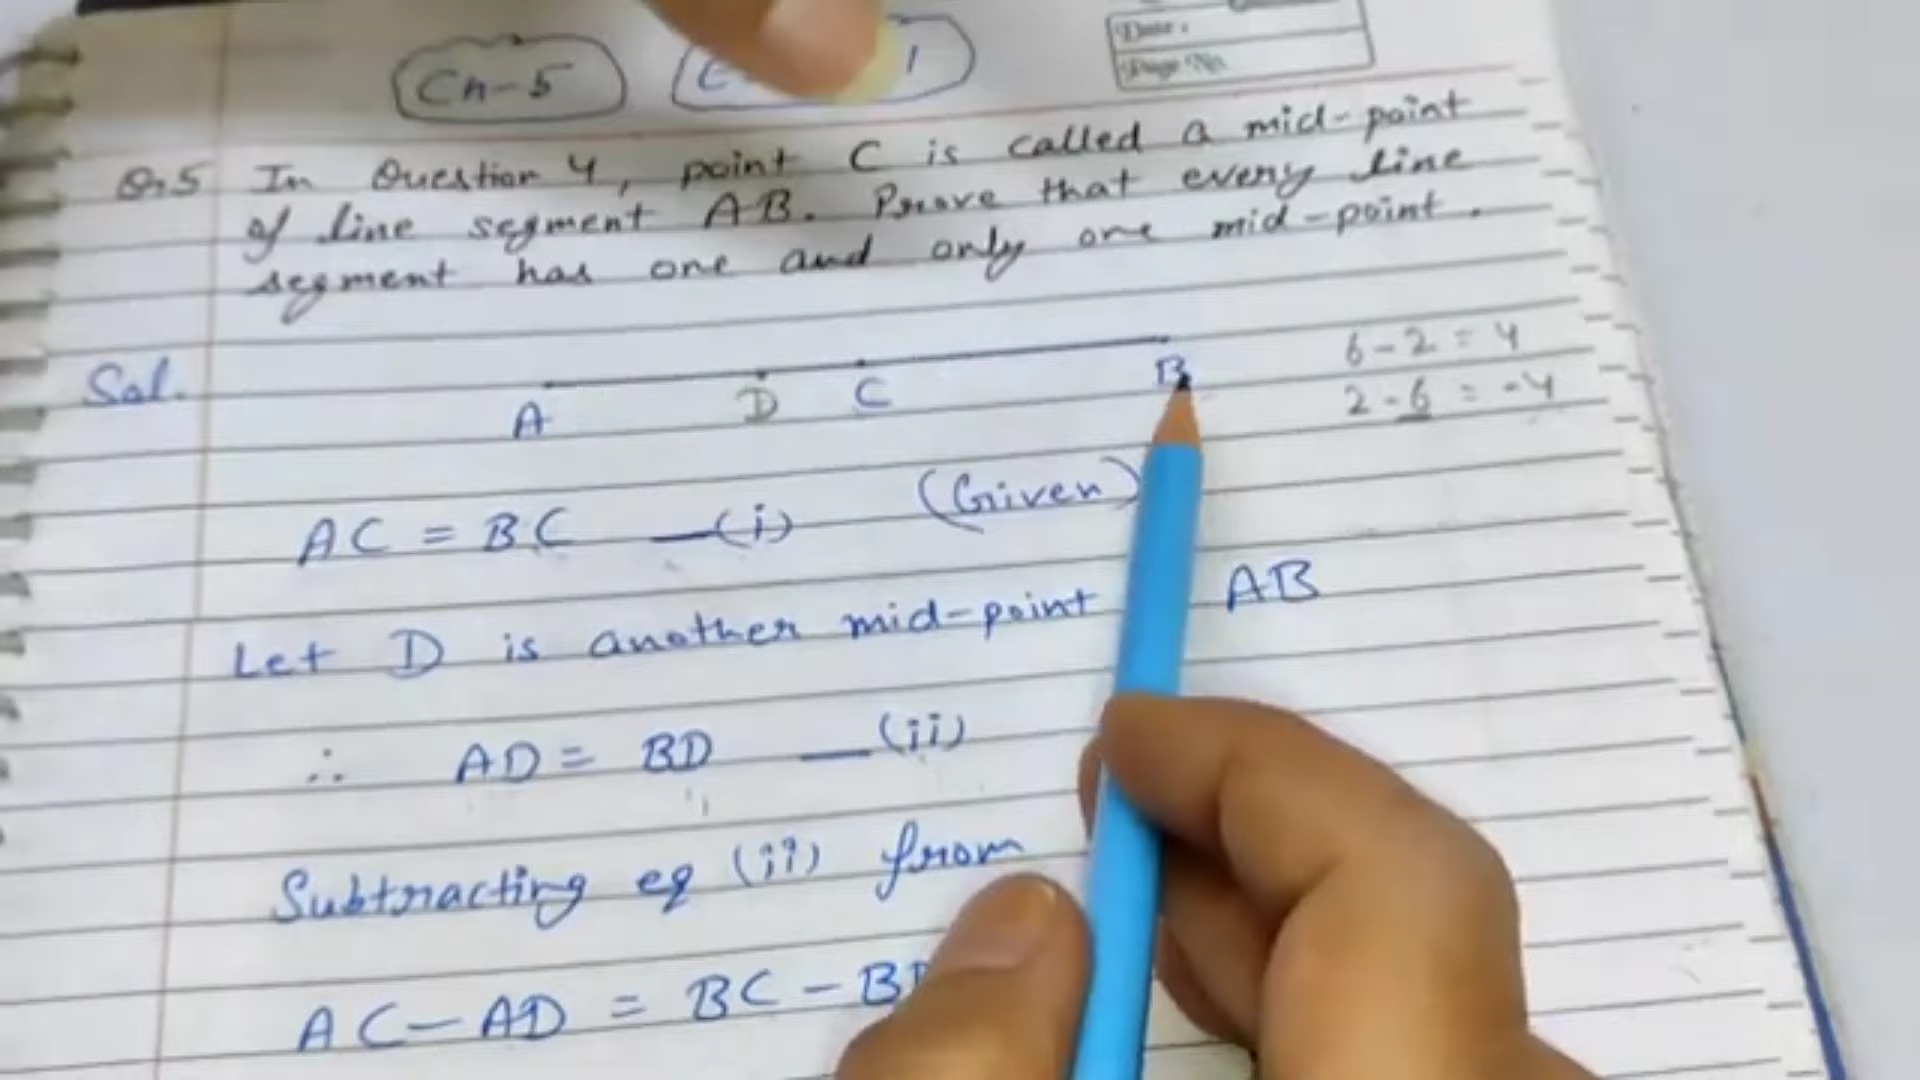 Ch-5
1
Date :
Page No.
Q.5 In Question 4, point C is called a mid-point
of line segment AB. Prove that every line
segment has one and only one mid-point.
Sol.
A D C B
6 - 2 = 4
2 - 6 = -4
AC = BC —(i) (Given)
Let D is another mid-point AB
∴ AD = BD —(ii)
Subtracting eq (ii) from
AC - AD = BC - BD